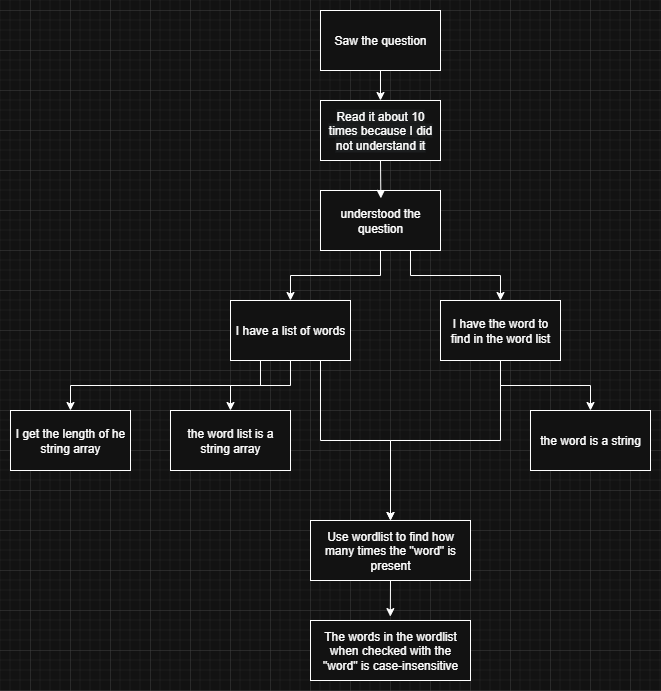 Saw the question
Read it about 10
times because I did
not understand it
understood the
question
I have a list of words
I have the word to
find in the word list
I get the length of he
string array
the word list is a
string array
the word is a string
Use wordlist to find how
many times the "word" is
present
The words in the wordlist
when checked with the
"word" is case-insensitive